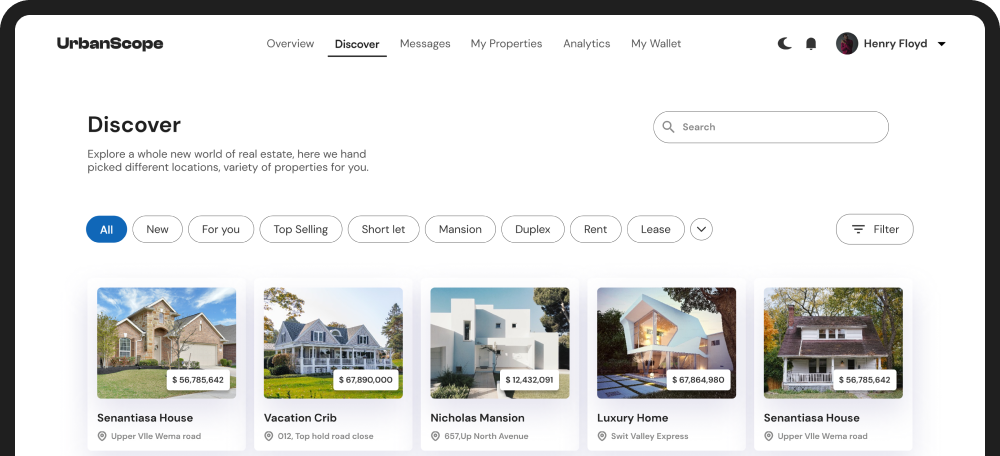 UrbanScope
Overview
Discover
Messages
My Properties
Analytics
My Wallet
Henry Floyd
Discover
Search
Explore a whole new world of real estate, here we hand
picked different locations, variety of properties for you.
All
New
For you
Top Selling
Short let
Mansion
Duplex
Rent
Lease
Filter
$ 56,785,642
$ 67,890,000
$ 12,432,091
$ 67,864,980
$ 56,785,642
Senantiasa House
Vacation Crib
Nicholas Mansion
Luxury Home
Senantiasa House
Upper Vlle Wema road
012, Top hold road close
657,Up North Avenue
Swit Valley Express
Upper Vlle Wema road